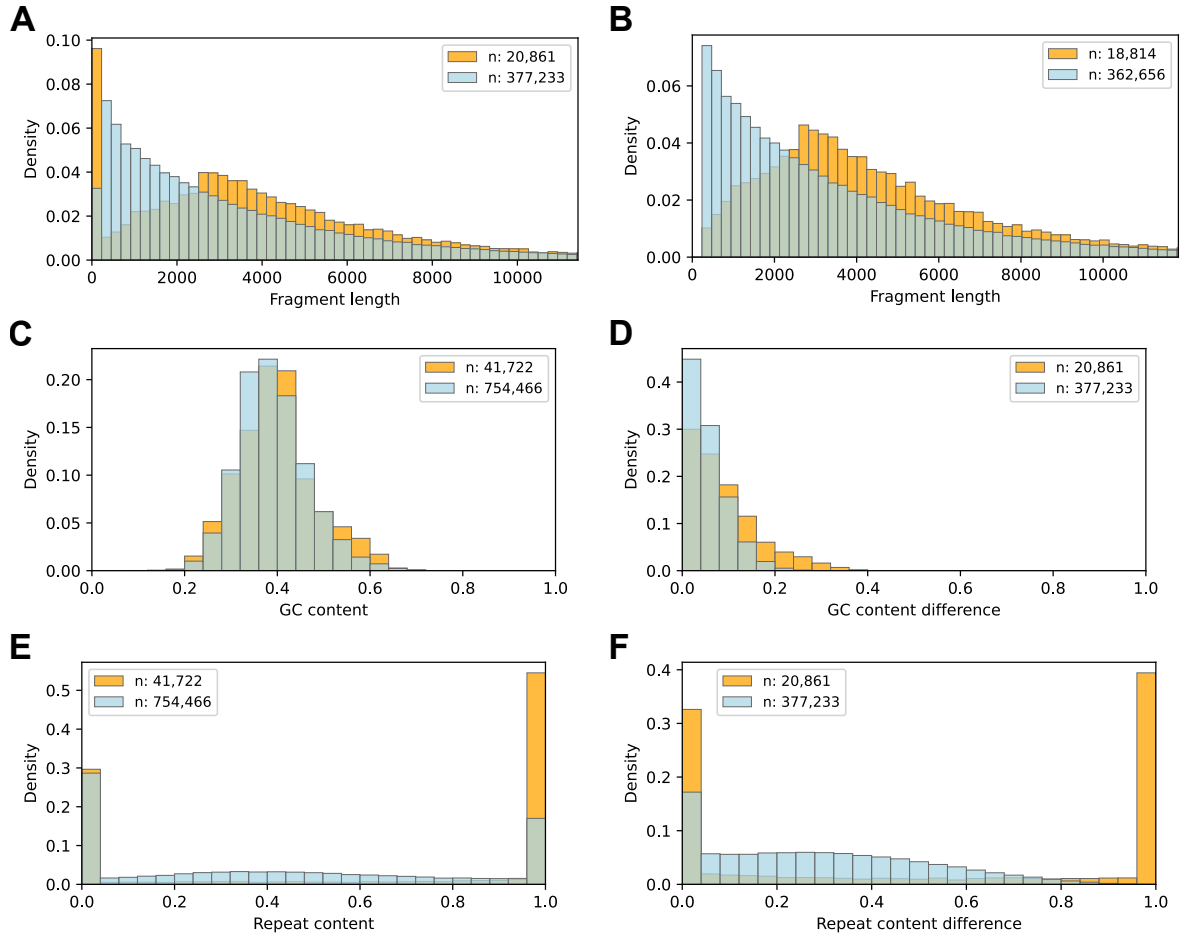 A
0.10
0.08
0.06
0.04
0.02
0.00
Density
n: 20,861
n: 377,233
0 2000 4000 6000 8000 10000
Fragment length
B
0.06
0.04
0.02
0.00
Density
n: 18,814
n: 362,656
2000 4000 6000 8000 10000
Fragment length
C
0.20
0.15
0.10
0.05
0.00
Density
n: 41,722
n: 754,466
0.0 0.2 0.4 0.6 0.8 1.0
GC content
D
0.4
0.3
0.2
0.1
0.0
Density
n: 20,861
n: 377,233
0.0 0.2 0.4 0.6 0.8 1.0
GC content difference
E
0.5
0.4
0.3
0.2
0.1
0.0
Density
n: 41,722
n: 754,466
0.0 0.2 0.4 0.6 0.8 1.0
Repeat content
F
0.4
0.3
0.2
0.1
0.0
Density
n: 20,861
n: 377,233
0.0 0.2 0.4 0.6 0.8 1.0
Repeat content difference